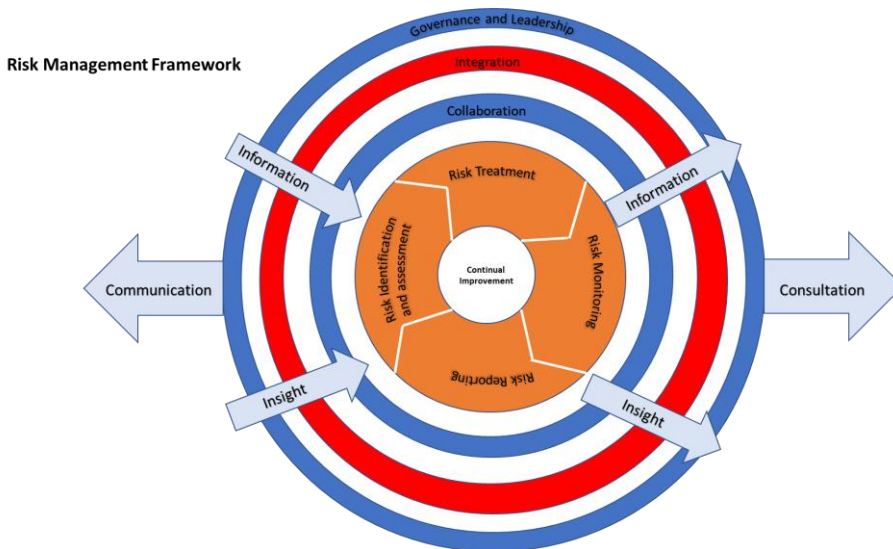 Governance and Leadership
Risk Management Framework
Integration
Collaboration
Information
Information
Risk Treatment
Risk Identification
and assessment
Continual
Improvement
Risk Monitoring
Communication
Consultation
Risk Reporting
Insight
Insight